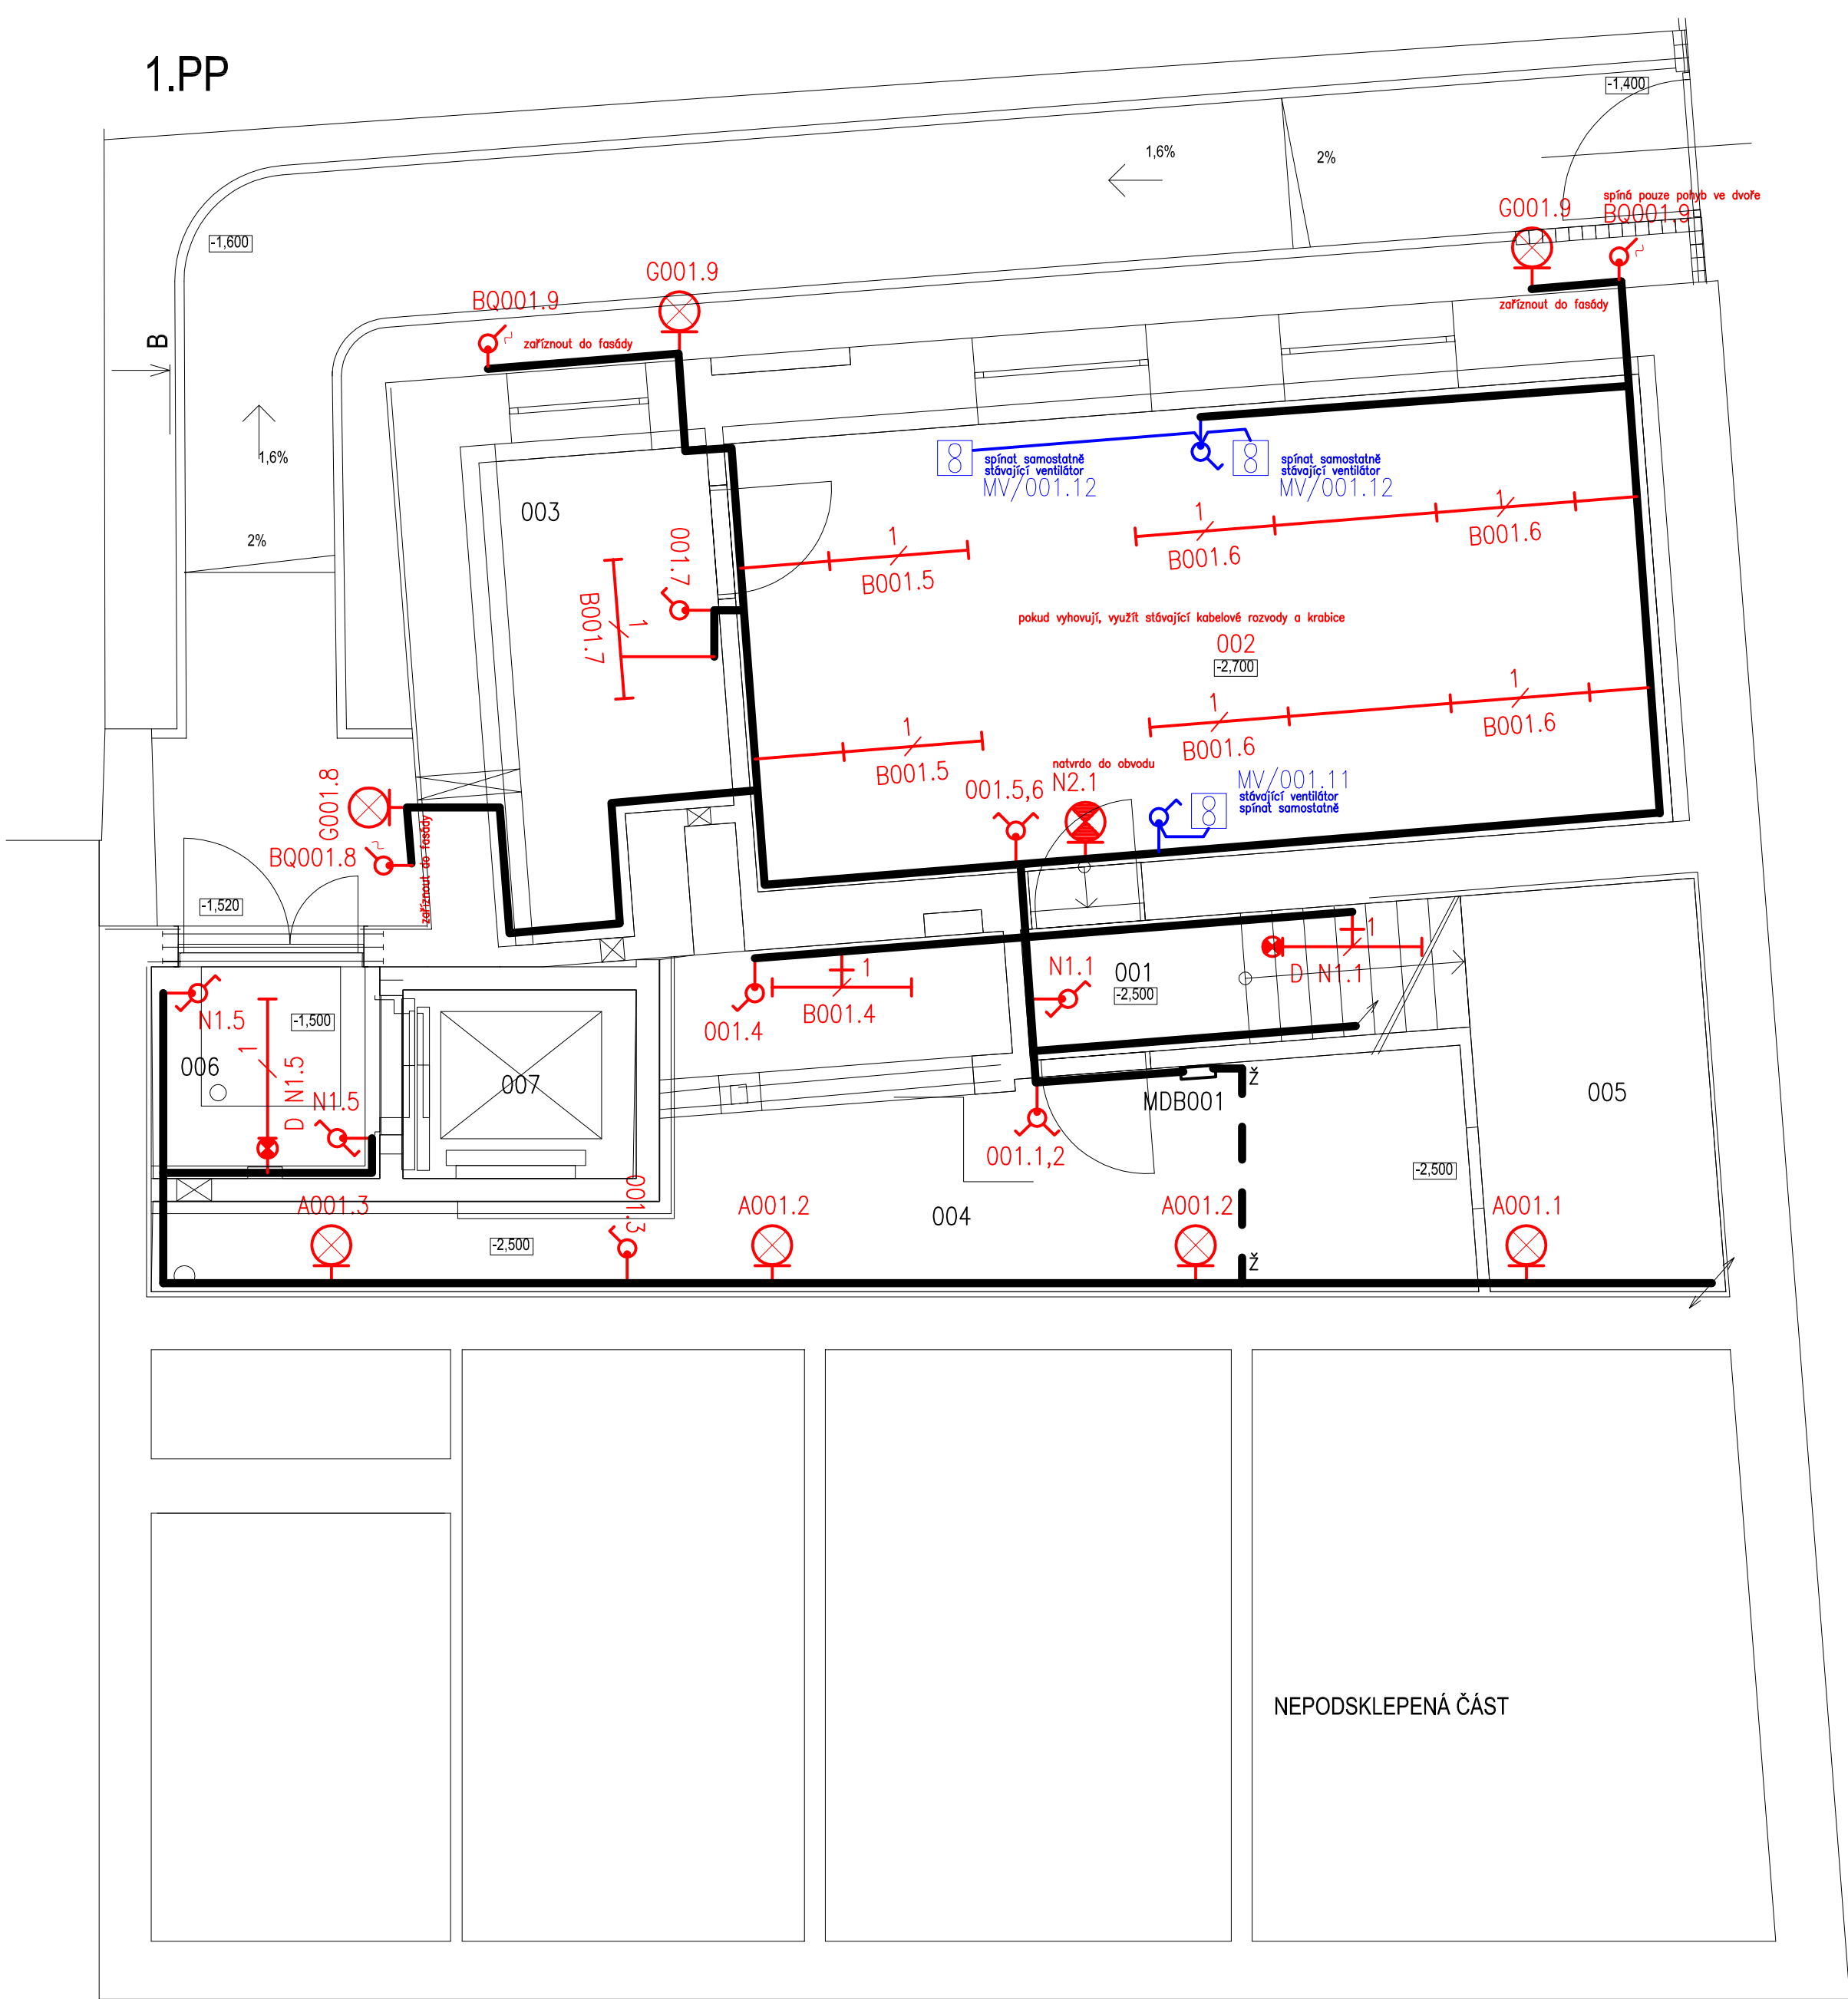 1.PP
-1,400
1,6%
2%
spíná pouze pohyb ve dvoře
G001.9
BQ001.9
-1,600
G001.9
BQ001.9
zaříznout do fasády
zaříznout do fasády
B
1,6%
8
spínat samostatně
stávající ventilátor
MV/001.12
8
spínat samostatně
stávající ventilátor
MV/001.12
003
2%
001.7
1
B001.5
1
B001.6
1
B001.6
B001.7
1
pokud vyhovují, využít stávající kabelové rozvody a krabice
002
-2,700
1
B001.5
1
B001.6
1
B001.6
natvrdo do obvodu
N2.1
001.5,6
MV/001.11
8
stávající ventilátor
spínat samostatně
G001.8
BQ001.8
zaříznout do fasády
-1,520
1
D N1.1
N1.1
001
-2,500
1
B001.4
001.4
N1.5
-1,500
1
D N1.5
006
N1.5
007
MDB001
ž
005
001.1,2
-2,500
A001.3
001.3
A001.2
004
A001.2
A001.1
-2,500
ž
NEPODSKLEPENÁ ČÁST